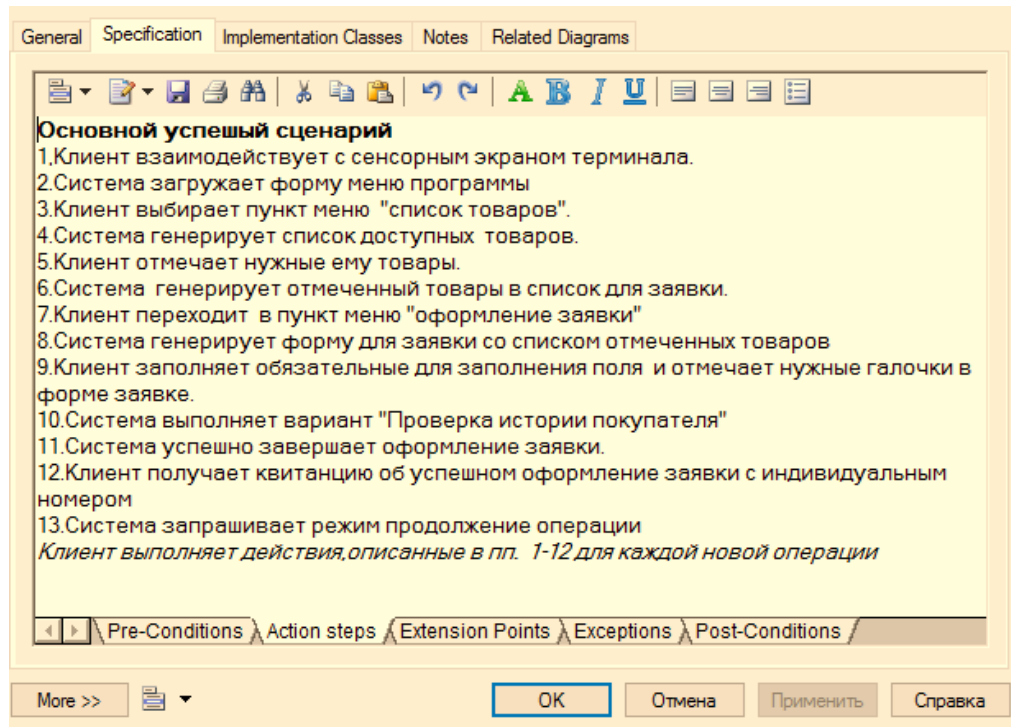 General Specification Implementation Classes Notes Related Diagrams
A B I U
Основной успешый сценарий
1,Клиент взаимодействует с сенсорным экраном терминала.
2.Система загружает форму меню программы
3.Клиент выбирает пункт меню "список товаров".
4.Система генерирует список доступных товаров.
5.Клиент отмечает нужные ему товары.
6.Система генерирует отмеченный товары в список для заявки.
7.Клиент переходит в пункт меню "оформление заявки"
8.Система генерирует форму для заявки со списком отмеченных товаров
9.Клиент заполняет обязательные для заполнения поля и отмечает нужные галочки в
форме заявке.
10.Система выполняет вариант "Проверка истории покупателя"
11.Система успешно завершает оформление заявки.
12.Клиент получает квитанцию об успешном оформление заявки с индивидуальным
номером
13.Система запрашивает режим продолжение операции
Клиент выполняет действия,описанные в пп. 1-12 для каждой новой операции
Pre-Conditions Action steps Extension Points Exceptions Post-Conditions
More >> OK Отмена Применить Справка